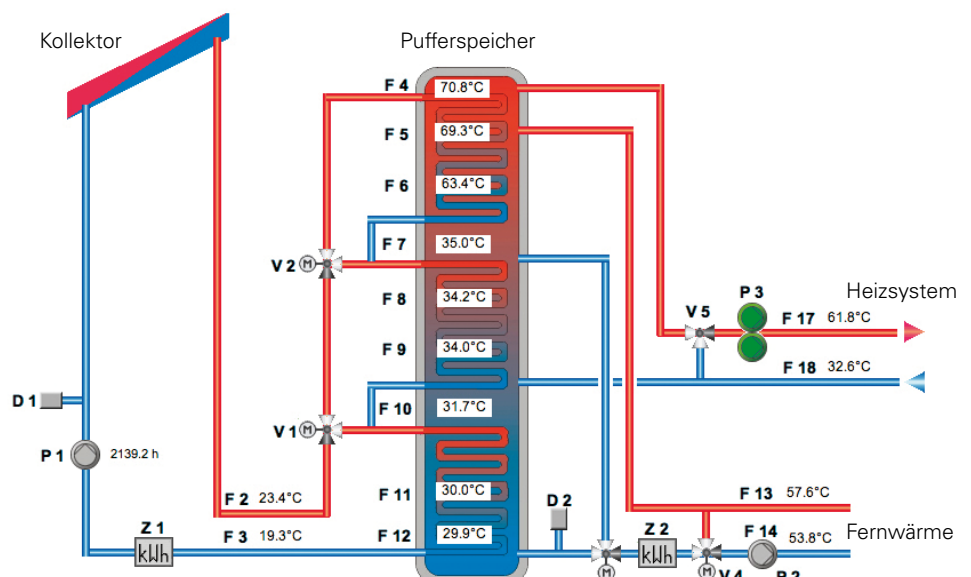 Kollektor
Pufferspeicher
F 4 70.8°C
F 5 69.3°C
F 6 63.4°C
F 7 35.0°C
V 2 M
F 8 34.2°C
Heizsystem
P 3
V 5
F 17 61.8°C
F 9 34.0°C
F 18 32.6°C
D 1
F 10 31.7°C
V 1 M
P 1 2139.2 h
F 2 23.4°C
F 11 30.0°C
D 2
F 13 57.6°C
Z 1
F 3 19.3°C
F 12 29.9°C
Z 2
F 14 53.8°C
Fernwärme
kWh
kWh
M
M V 4
P 2